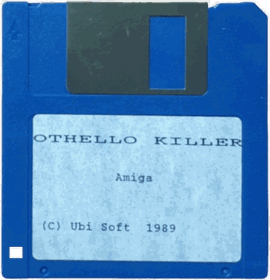 OTHELLO KILLER
Amiga
(C) Ubi Soft 1989